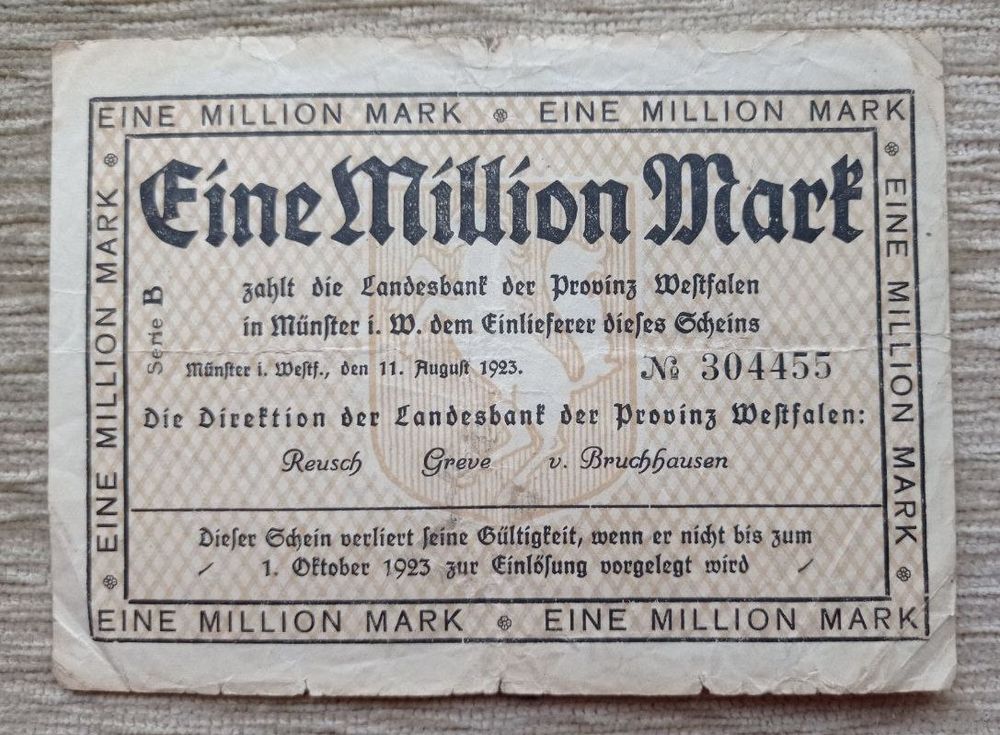 EINE MILLION MARK EINE MILLION MARK
EINE MILLION MARK
EINE MILLION MARK
Eine Million Mark
zahlt die Landesbank der Provinz Westfalen
in Münster i. W. dem Einlieferer dieses Scheins
Serie B
Münster i. Westf., den 11. August 1923.
№ 304455
Die Direktion der Landesbank der Provinz Westfalen:
Reusch Greve v. Bruchhausen
Dieser Schein verliert seine Gültigkeit, wenn er nicht bis zum
1. Oktober 1923 zur Einlösung vorgelegt wird
EINE MILLION MARK EINE MILLION MARK